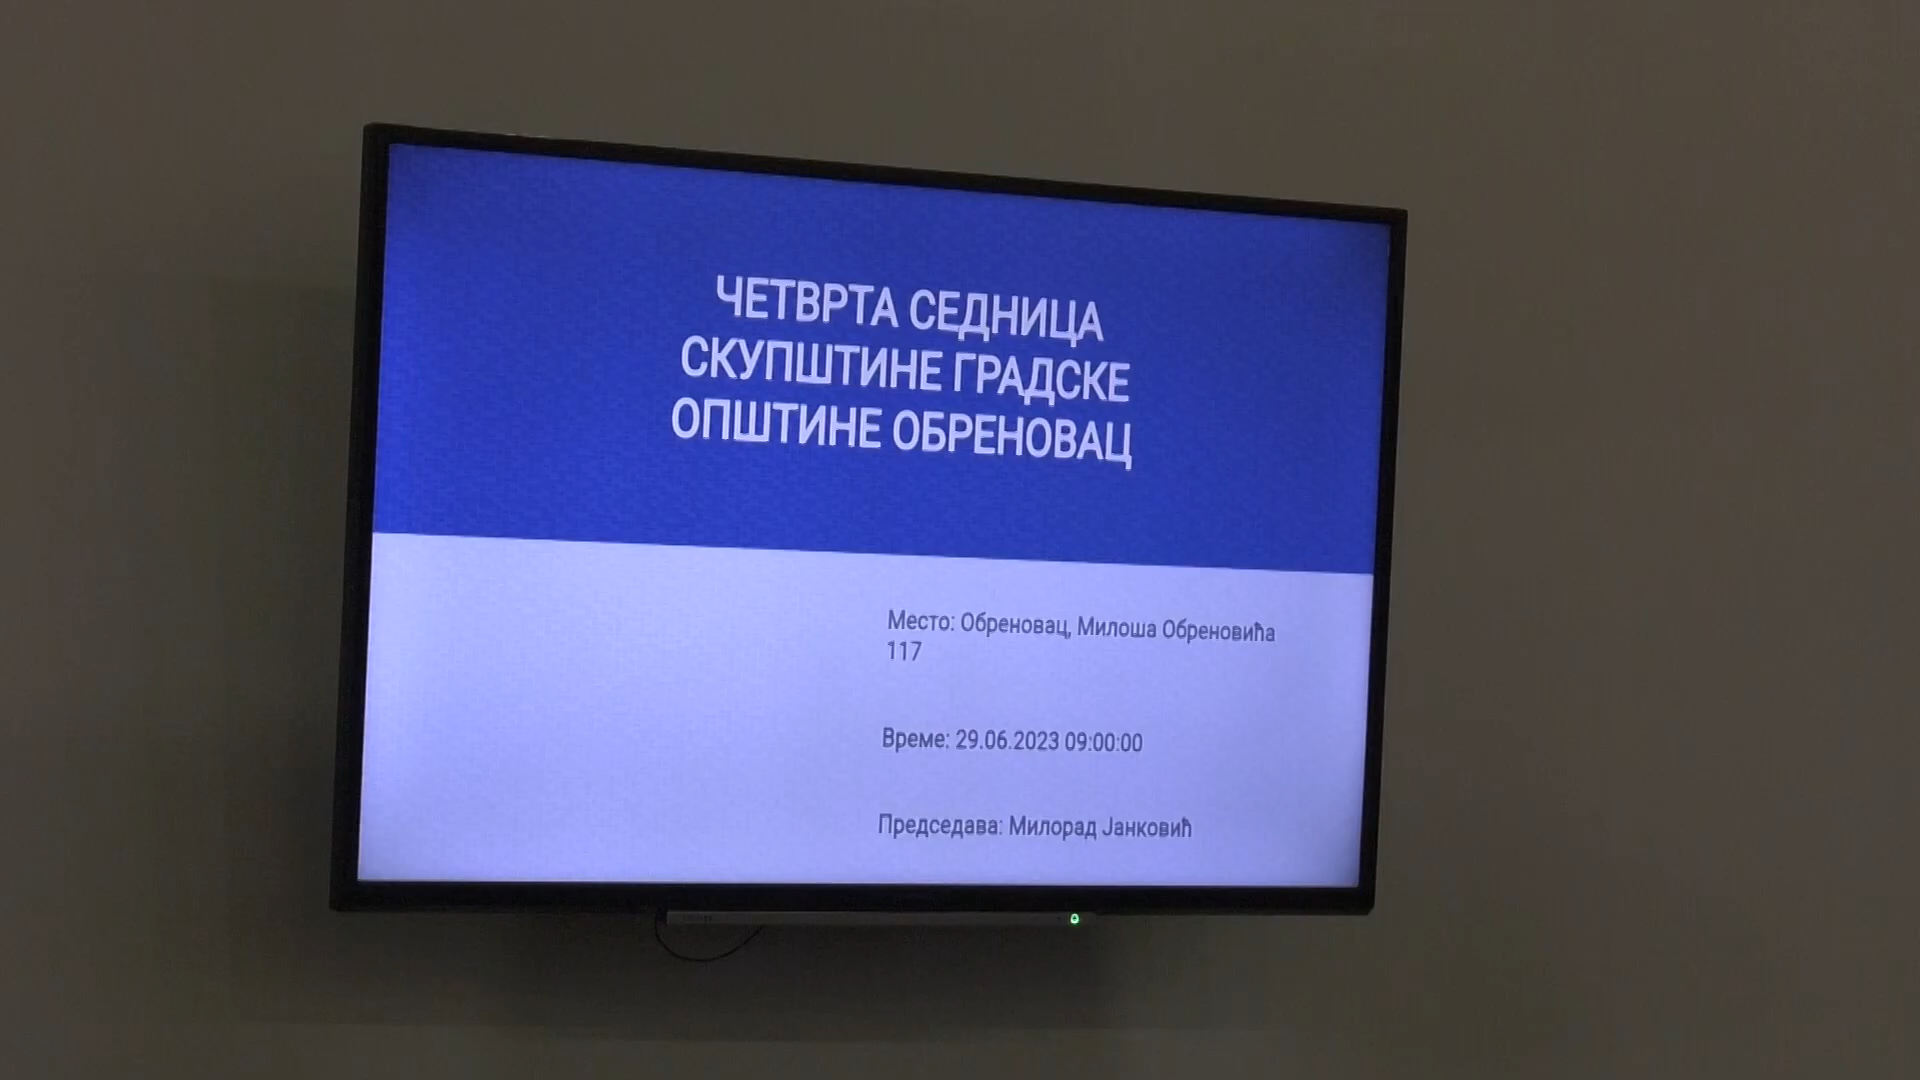 ЧЕТВРТА СЕДНИЦА
СКУПШТИНЕ ГРАДСКЕ
ОПШТИНЕ ОБРЕНОВАЦ
Место: Обреновац, Милоша Обреновића
117
Време: 29.06.2023 09:00:00
Председава: Милорад Јанковић